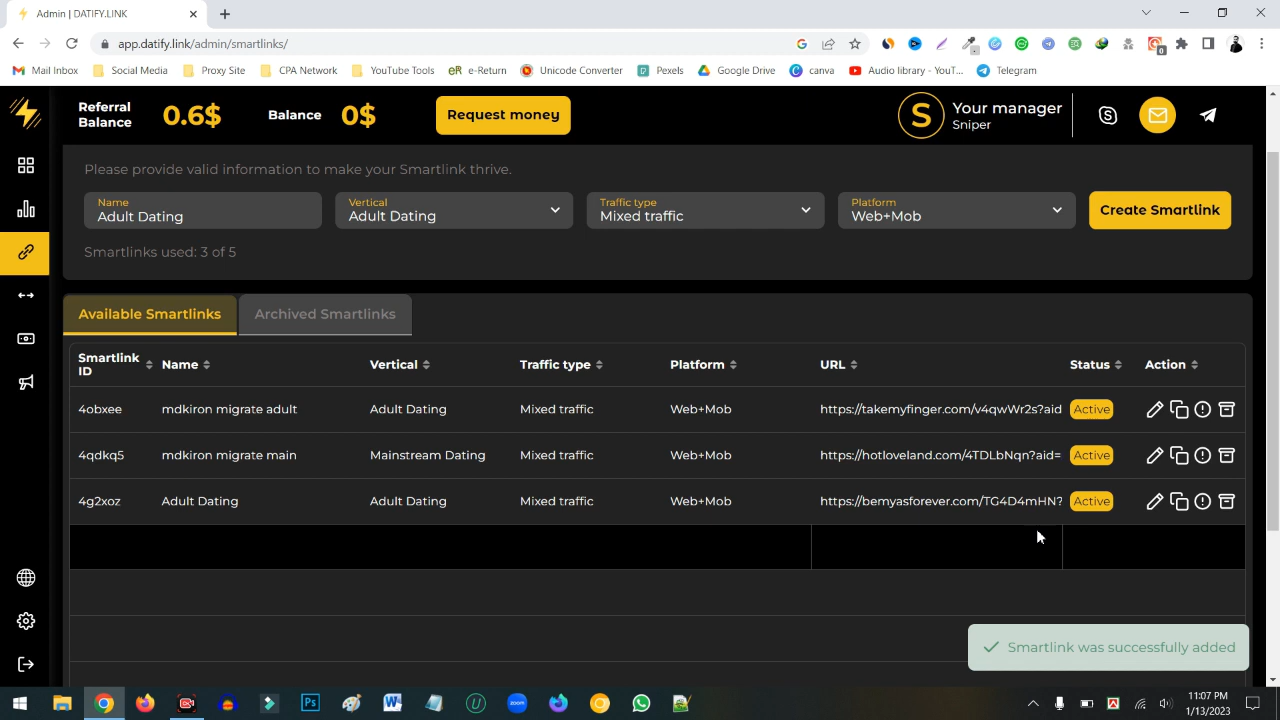 Admin | DATIFY.LINK
app.datify.link/admin/smartlinks/
Mail Inbox
Social Media
Proxy Site
CPA Network
YouTube Tools
eR e-Return
Unicode Converter
Pexels
Google Drive
canva
Audio library - YouT...
Telegram
Referral Balance 0.6$
Balance 0$
Request money
S
Your manager
Sniper
Please provide valid information to make your Smartlink thrive.
Name
Adult Dating
Vertical
Adult Dating
Traffic type
Mixed traffic
Platform
Web+Mob
Create Smartlink
Smartlinks used: 3 of 5
Available Smartlinks
Archived Smartlinks
Smartlink ID Name Vertical Traffic type Platform URL Status Action
4obxee mdkiron migrate adult Adult Dating Mixed traffic Web+Mob https://takemyfinger.com/v4qwWr2s?aid Active
4qdkq5 mdkiron migrate main Mainstream Dating Mixed traffic Web+Mob https://hotloveland.com/4TDLbNqn?aid= Active
4g2xoz Adult Dating Adult Dating Mixed traffic Web+Mob https://bemyasforever.com/TG4D4mHN? Active
Smartlink was successfully added
11:07 PM
1/13/2023